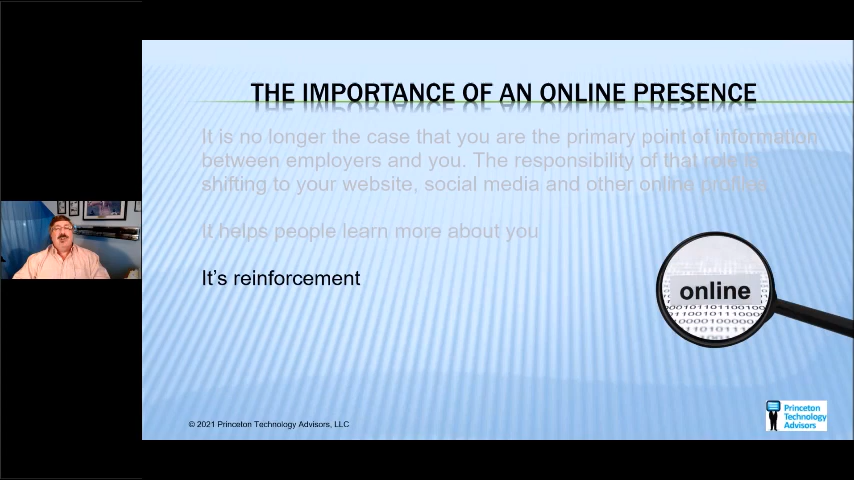 THE IMPORTANCE OF AN ONLINE PRESENCE
It is no longer the case that you are the primary point of information
between employers and you. The responsibility of that role is
shifting to your website, social media and other online profiles
It helps people learn more about you
It's reinforcement
online
Princeton
Technology
Advisors
© 2021 Princeton Technology Advisors, LLC